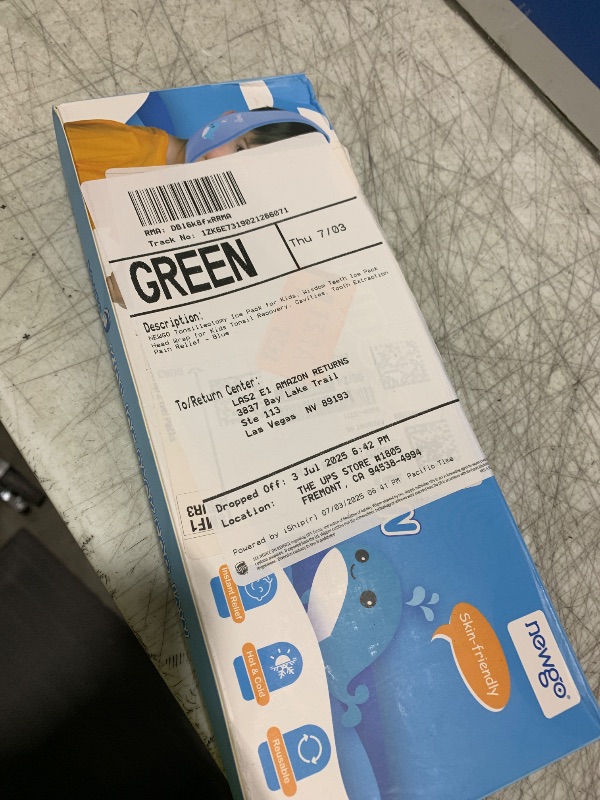 RMA: DB16k8fxRRMA
Track No: 1ZK6E7319021266071
GREEN
Thu 7/03
Description:
NEWGO Tonsillectomy Ice Pack for Kids, Wisdom Teeth Ice Pack
Head Wrap for Kids Tonsil Recovery, Cavities, Tooth Extraction
Pain Relief - Blue
To/Return Center:
LAS2 E1 AMAZON RETURNS
3837 Bay Lake Trail
Ste 113
Las Vegas NV 89193
Dropped Off: 3 Jul 2025 6:42 PM
Location: THE UPS STORE #1805
FREMONT, CA 94538-4994
Powered by iShip(r) 07/03/2025 06:41 PM Pacific Time
Instant Relief
Hot & Cold
Reusable
Skin-friendly
newgo